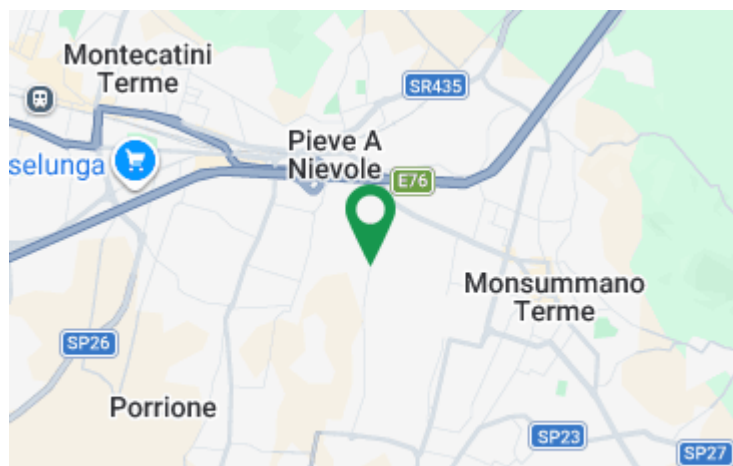 Montecatini
Terme
SR435
Pieve A
Nievole
selunga
E76
Monsummano
Terme
SP26
Porrione
SP23
SP27